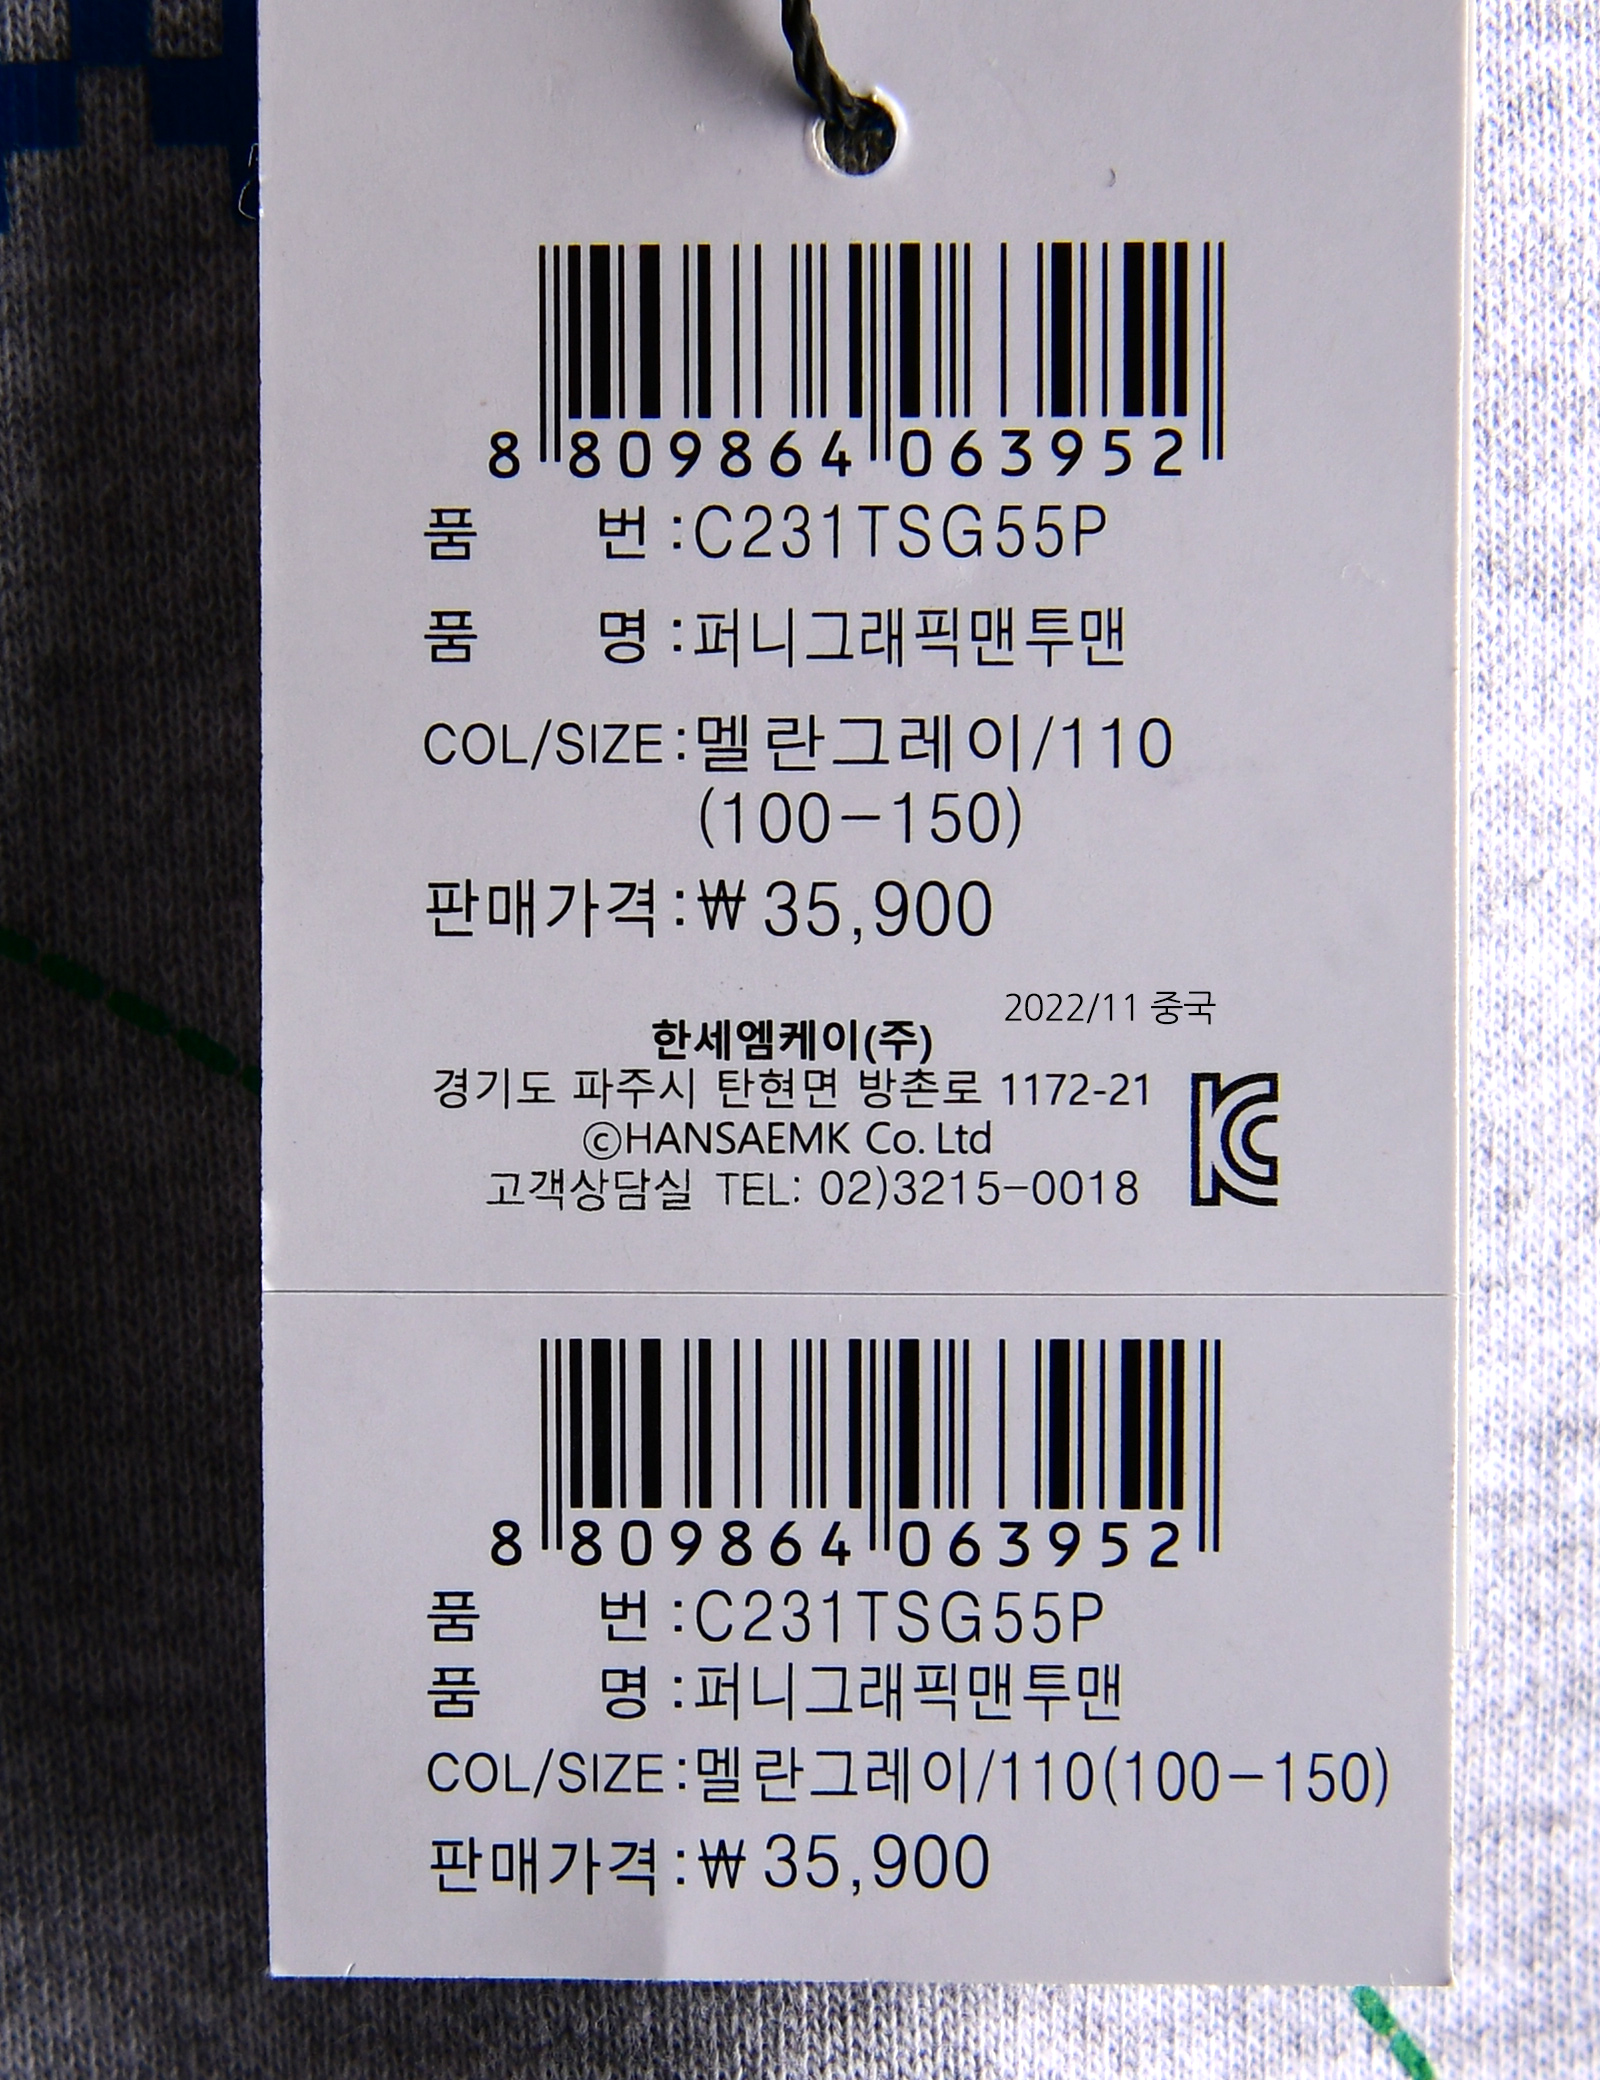 8 809864 063952
품 번 :C231TSG55P
품 명 :퍼니그래픽맨투맨
COL/SIZE:멜란그레이/110
(100-150)
판매가격:₩35,900
2022/11 중국
한세엠케이(주)
경기도 파주시 탄현면 방촌로 1172-21
ⓒHANSAEMK Co. Ltd
고객상담실 TEL: 02)3215-0018
KC
8 809864 063952
품 번 :C231TSG55P
품 명 :퍼니그래픽맨투맨
COL/SIZE:멜란그레이/110(100-150)
판매가격:₩35,900